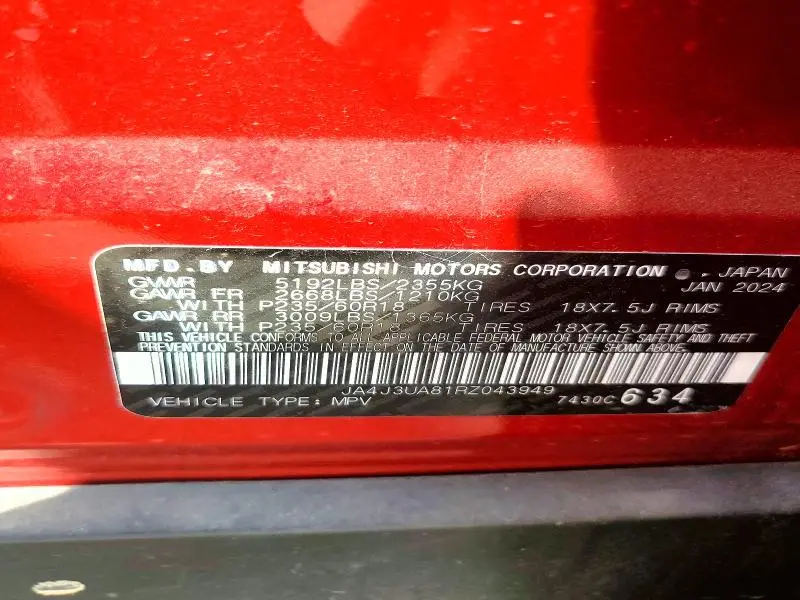 MFD. BY MITSUBISHI MOTORS CORPORATION . JAPAN
GVWR 5192LBS/2355KG JAN 2024
GAWR FR 2668LBS/1210KG
WITH P235/60R18 TIRES 18X7.5J RIMS
GAWR RR 3009LBS/1365KG
WITH P235/60R18 TIRES 18X7.5J RIMS
THIS VEHICLE CONFORMS TO ALL APPLICABLE FEDERAL MOTOR VEHICLE SAFETY AND THEFT
PREVENTION STANDARDS IN EFFECT ON THE DATE OF MANUFACTURE SHOWN ABOVE.
JA4J3UA81RZ043949
VEHICLE TYPE: MPV 7430C 634